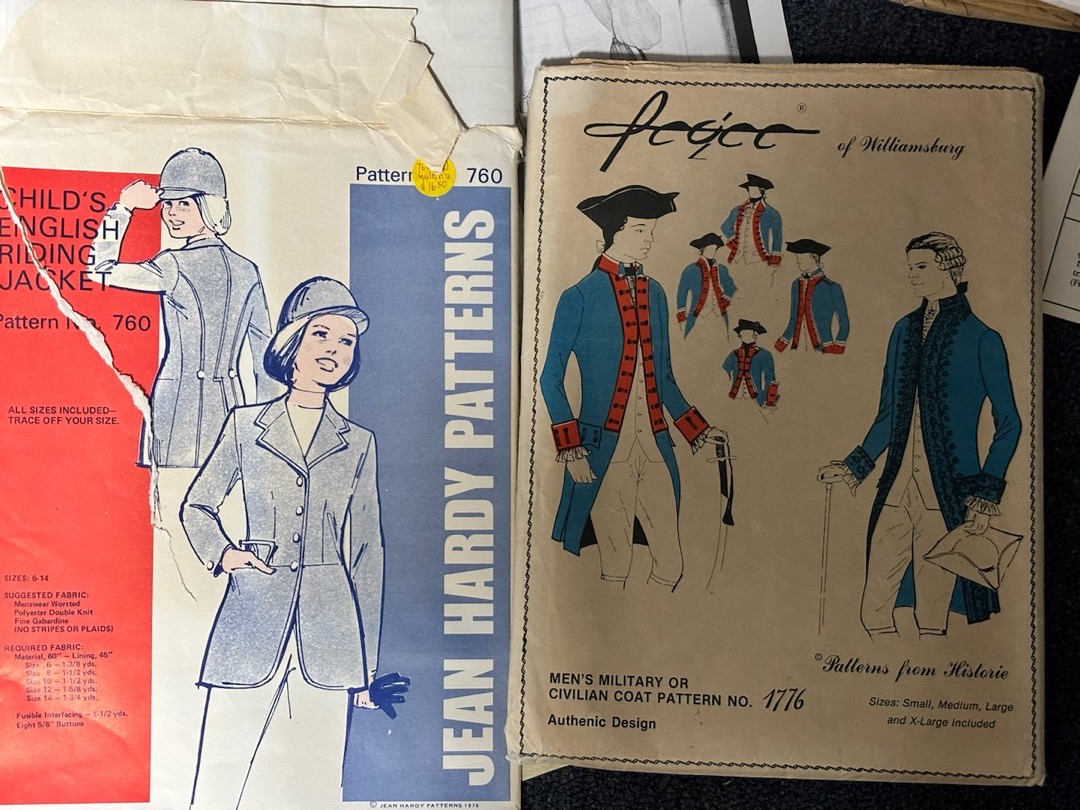 CHILD'S
ENGLISH
RIDING
JACKET
Pattern No. 760
ALL SIZES INCLUDED—
TRACE OFF YOUR SIZE.
SIZES: 6-14
SUGGESTED FABRIC:
Menswear Worsted
Polyester Double Knit
Fine Gabardine
(NO STRIPES OR PLAIDS)
REQUIRED FABRIC:
Material, 60" — Lining, 45"
Size 6 — 1-3/8 yds.
Size 8 — 1-1/2 yds.
Size 10 — 1-1/2 yds.
Size 12 — 1-5/8 yds.
Size 14 — 1-3/4 yds.
Fusible Interfacing — 1-1/2 yds.
Eight 5/8" Buttons
Pattern 760
$16.50
JEAN HARDY PATTERNS
© JEAN HARDY PATTERNS 1976
®
of Williamsburg
©Patterns from Historie
MEN'S MILITARY OR
CIVILIAN COAT PATTERN NO. 1776
Authenic Design
Sizes: Small, Medium, Large
and X-Large Included